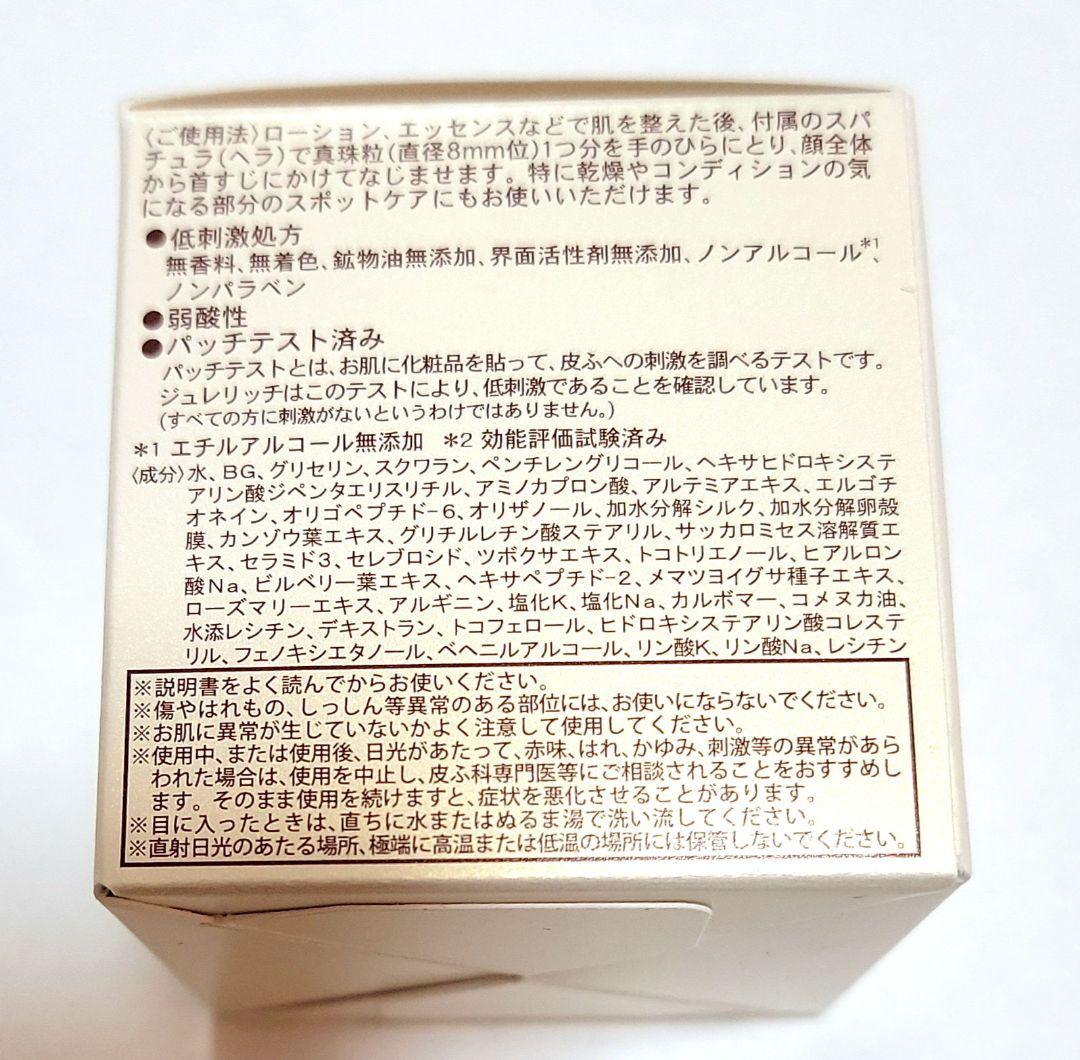 〈ご使用法〉ローション、エッセンスなどで肌を整えた後、付属のスパ
チュラ(ヘラ)で真珠粒(直径8mm位)1つ分を手のひらにとり、顔全体
から首すじにかけてなじませます。特に乾燥やコンディションの気
になる部分のスポットケアにもお使いいただけます。
●低刺激処方
無香料、無着色、鉱物油無添加、界面活性剤無添加、ノンアルコール*1、
ノンパラベン
●弱酸性
●パッチテスト済み
パッチテストとは、お肌に化粧品を貼って、皮ふへの刺激を調べるテストです。
ジュレリッチはこのテストにより、低刺激であることを確認しています。
(すべての方に刺激がないというわけではありません。)
*1 エチルアルコール無添加 *2 効能評価試験済み
〈成分〉水、BG、グリセリン、スクワラン、ペンチレングリコール、ヘキサヒドロキシステ
アリン酸ジペンタエリスリチル、アミノカプロン酸、アルテミアエキス、エルゴチ
オネイン、オリゴペプチド-6、オリザノール、加水分解シルク、加水分解卵殻
膜、カンゾウ葉エキス、グリチルレチン酸ステアリル、サッカロミセス溶解質エ
キス、セラミド3、セレブロシド、ツボクサエキス、トコトリエノール、ヒアルロン
酸Na、ビルベリー葉エキス、ヘキサペプチド-2、メマツヨイグサ種子エキス、
ローズマリーエキス、アルギニン、塩化K、塩化Na、カルボマー、コメヌカ油、
水添レシチン、デキストラン、トコフェロール、ヒドロキシステアリン酸コレステ
リル、フェノキシエタノール、ベヘニルアルコール、リン酸K、リン酸Na、レシチン
※説明書をよく読んでからお使いください。
※傷やはれもの、しっしん等異常のある部位には、お使いにならないでください。
※お肌に異常が生じていないかよく注意して使用してください。
※使用中、または使用後、日光があたって、赤味、はれ、かゆみ、刺激等の異常があら
われた場合は、使用を中止し、皮ふ科専門医等にご相談されることをおすすめし
ます。そのまま使用を続けますと、症状を悪化させることがあります。
※目に入ったときは、直ちに水またはぬるま湯で洗い流してください。
※直射日光のあたる場所、極端に高温または低温の場所には保管しないでください。